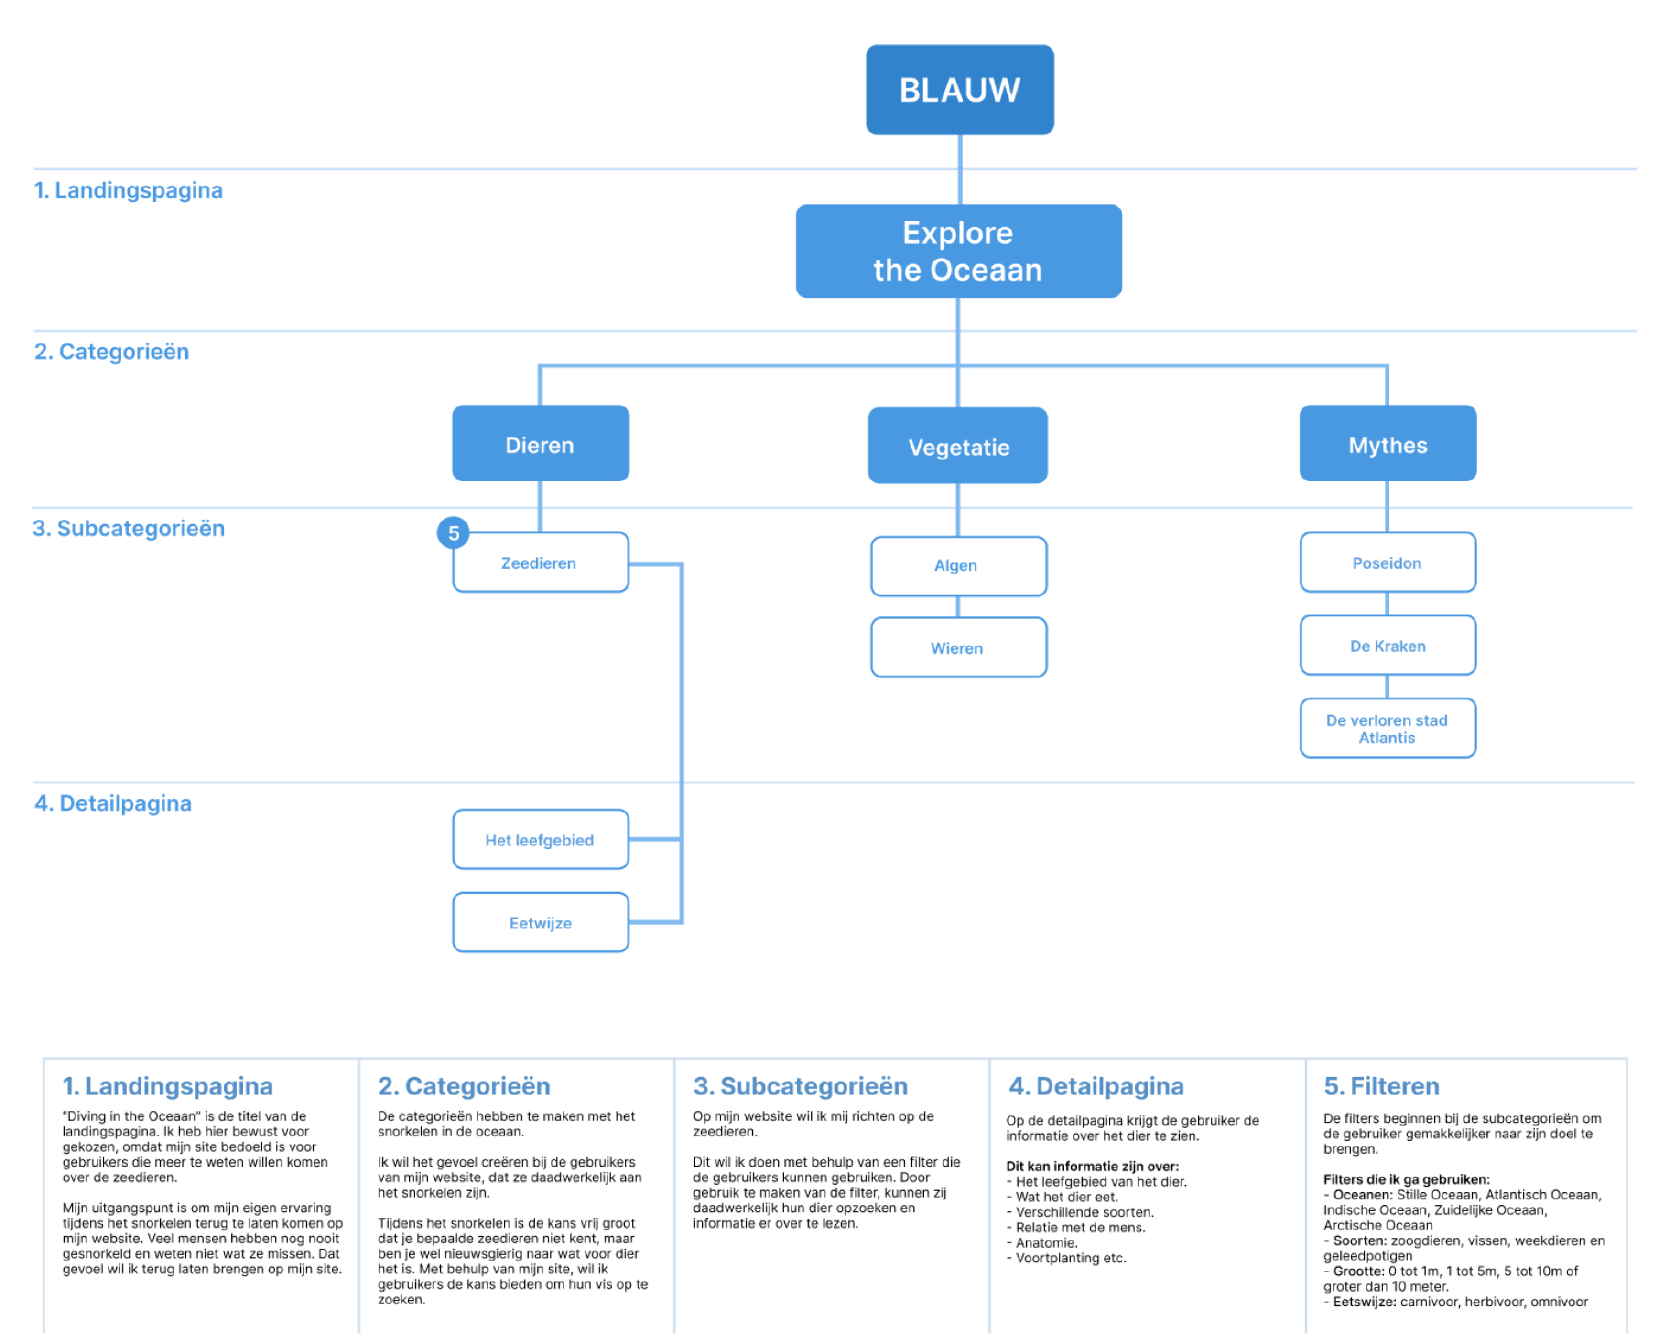 BLAUW
1. Landingspagina
Explore
the Oceaan
2. Categorieën
Dieren
Vegetatie
Mythes
3. Subcategorieën
5
Zeedieren
Algen
Poseidon
Wieren
De Kraken
De verloren stad
Atlantis
4. Detailpagina
Het leefgebied
Eetwijze
1. Landingspagina
"Diving in the Oceaan" is de titel van de
landingspagina. Ik heb hier bewust voor
gekozen, omdat mijn site bedoeld is voor
gebruikers die meer te weten willen komen
over de zeedieren.
Mijn uitgangspunt is om mijn eigen ervaring
tijdens het snorkelen terug te laten komen op
mijn website. Veel mensen hebben nog nooit
gesnorkeld en weten niet wat ze missen. Dat
gevoel wil ik terug laten brengen op mijn site.
2. Categorieën
De categorieën hebben te maken met het
snorkelen in de oceaan.
Ik wil het gevoel creëren bij de gebruikers
van mijn website, dat ze daadwerkelijk aan
het snorkelen zijn.
Tijdens het snorkelen is de kans vrij groot
dat je bepaalde zeedieren niet kent, maar
ben je wel nieuwsgierig naar wat voor dier
het is. Met behulp van mijn site, wil ik
gebruikers de kans bieden om hun vis op te
zoeken.
3. Subcategorieën
Op mijn website wil ik mij richten op de
zeedieren.
Dit wil ik doen met behulp van een filter die
de gebruikers kunnen gebruiken. Door
gebruik te maken van de filter, kunnen zij
daadwerkelijk hun dier opzoeken en
informatie er over te lezen.
4. Detailpagina
Op de detailpagina krijgt de gebruiker de
informatie over het dier te zien.
Dit kan informatie zijn over:
- Het leefgebied van het dier.
- Wat het dier eet.
- Verschillende soorten.
- Relatie met de mens.
- Anatomie.
- Voortplanting etc.
5. Filteren
De filters beginnen bij de subcategorieën om
de gebruiker gemakkelijker naar zijn doel te
brengen.
Filters die ik ga gebruiken:
- Oceanen: Stille Oceaan, Atlantisch Oceaan,
Indische Oceaan, Zuidelijke Oceaan,
Arctische Oceaan
- Soorten: zoogdieren, vissen, weekdieren en
geleedpotigen
- Grootte: 0 tot 1m, 1 tot 5m, 5 tot 10m of
groter dan 10 meter.
- Eetswijze: carnivoor, herbivoor, omnivoor